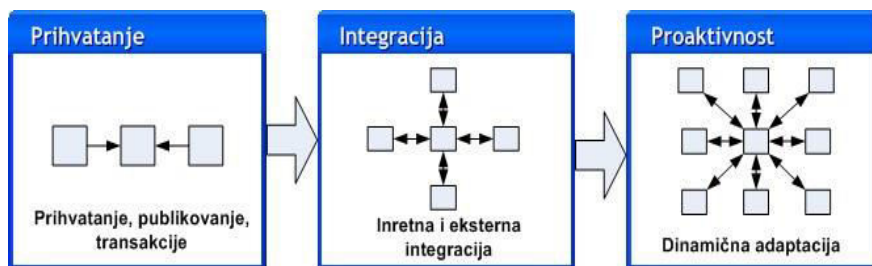 Prihvatanje
Prihvatanje, publikovanje,
transakcije
Integracija
Inretna i eksterna
integracija
Proaktivnost
Dinamična adaptacija